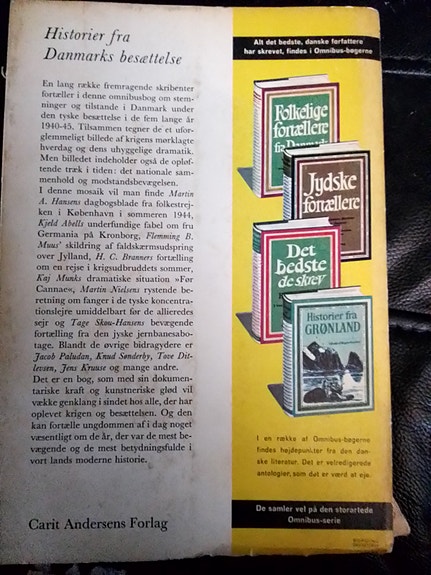 Historier fra
Danmarks besættelse
En lang række fremragende skribenter
fortæller i denne omnibusbog om stem-
ninger og tilstande i Danmark under
den tyske besættelse i de fem lange år
1940-45. Tilsammen tegner de et ufor-
glemmeligt billede af krigens mørklagte
hverdag og dens uhyggelige dramatik.
Men billedet indeholder også de opløf-
tende træk i tiden: det nationale sam-
menhold og modstandsbevægelsen.
I denne mosaik vil man finde Martin
A. Hansens dagbogsblade fra folkestrej-
ken i København i sommeren 1944,
Kjeld Abells underfundige fabel om fru
Germania på Kronborg, Flemming B.
Muus' skildring af faldskærmsudspring
over Jylland, H. C. Branners fortælling
om en rejse i krigsudbruddets sommer,
Kaj Munks dramatiske situation »Før
Cannae«, Martin Nielsens rystende be-
retning om fanger i de tyske koncentra-
tionslejre umiddelbart før de allieredes
sejr og Tage Skou-Hansens bevægende
fortælling fra den jyske jernbanesabo-
tage. Blandt de øvrige bidragydere er
Jacob Paludan, Knud Sønderby, Tove Dit-
levsen, Jens Kruuse og mange andre.
Det er en bog, som med sin dokumen-
tariske kraft og kunstneriske glød vil
vække genklang i sindet hos alle, der har
oplevet krigen og besættelsen. Og den
kan fortælle ungdommen af i dag noget
væsentligt om de år, der var de mest be-
vægende og de mest betydningsfulde i
vort lands moderne historie.
Carit Andersens Forlag
Alt det bedste, danske forfattere
har skrevet, findes i Omnibus-bøgerne
Folkelige
fortællere
fra Danmark
Jydske
fortællere
Det
bedste
de skrev
Historier fra
GRØNLAND
I en række af Omnibus-bøgerne
findes højdepunkter fra den dan-
ske litteratur. Det er velredigerede
antologier, som det er værd at eje.
De samler vel på den storartede
Omnibus-serie